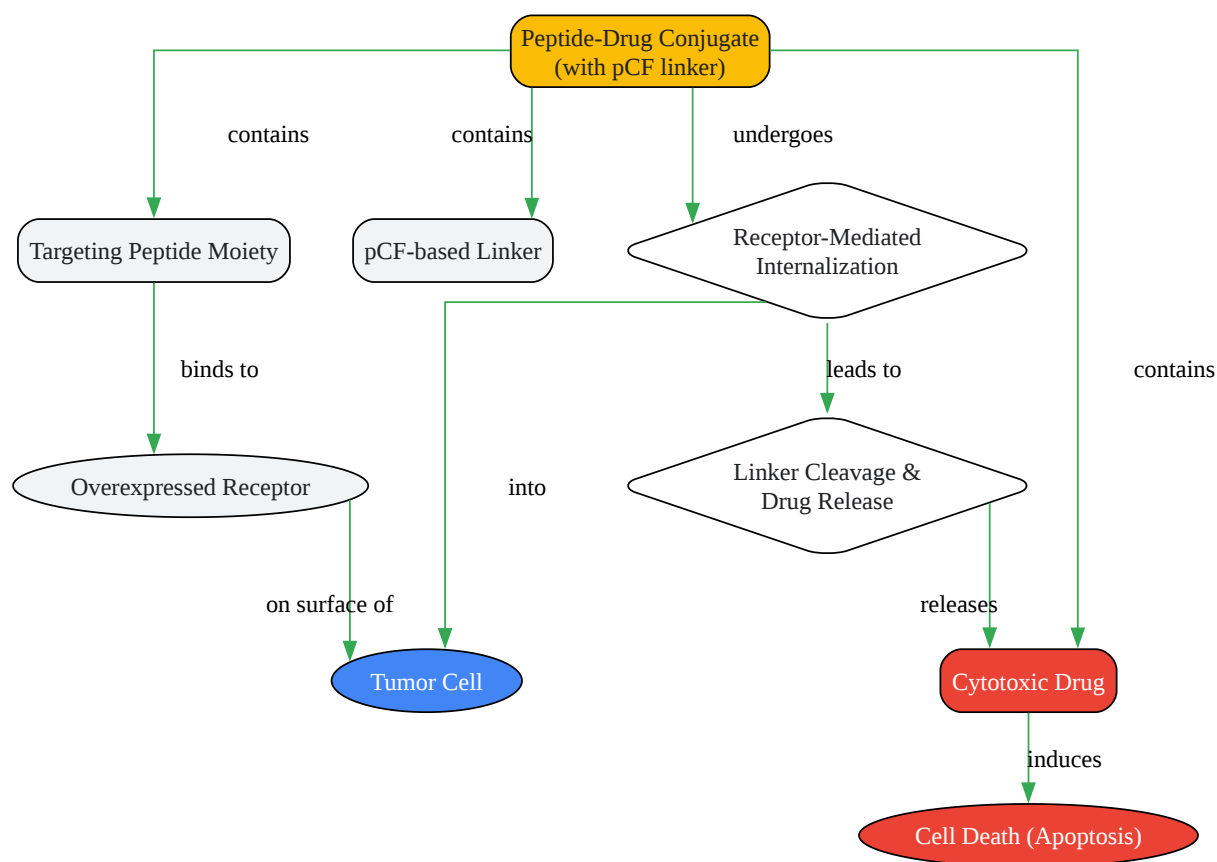 Peptide-Drug Conjugate
(with pCF linker)
contains
contains
undergoes
Targeting Peptide Moiety
pCF-based Linker
Receptor-Mediated
Internalization
binds to
leads to
contains
Overexpressed Receptor
into
Linker Cleavage &
Drug Release
on surface of
releases
Tumor Cell
Cytotoxic Drug
induces
Cell Death (Apoptosis)